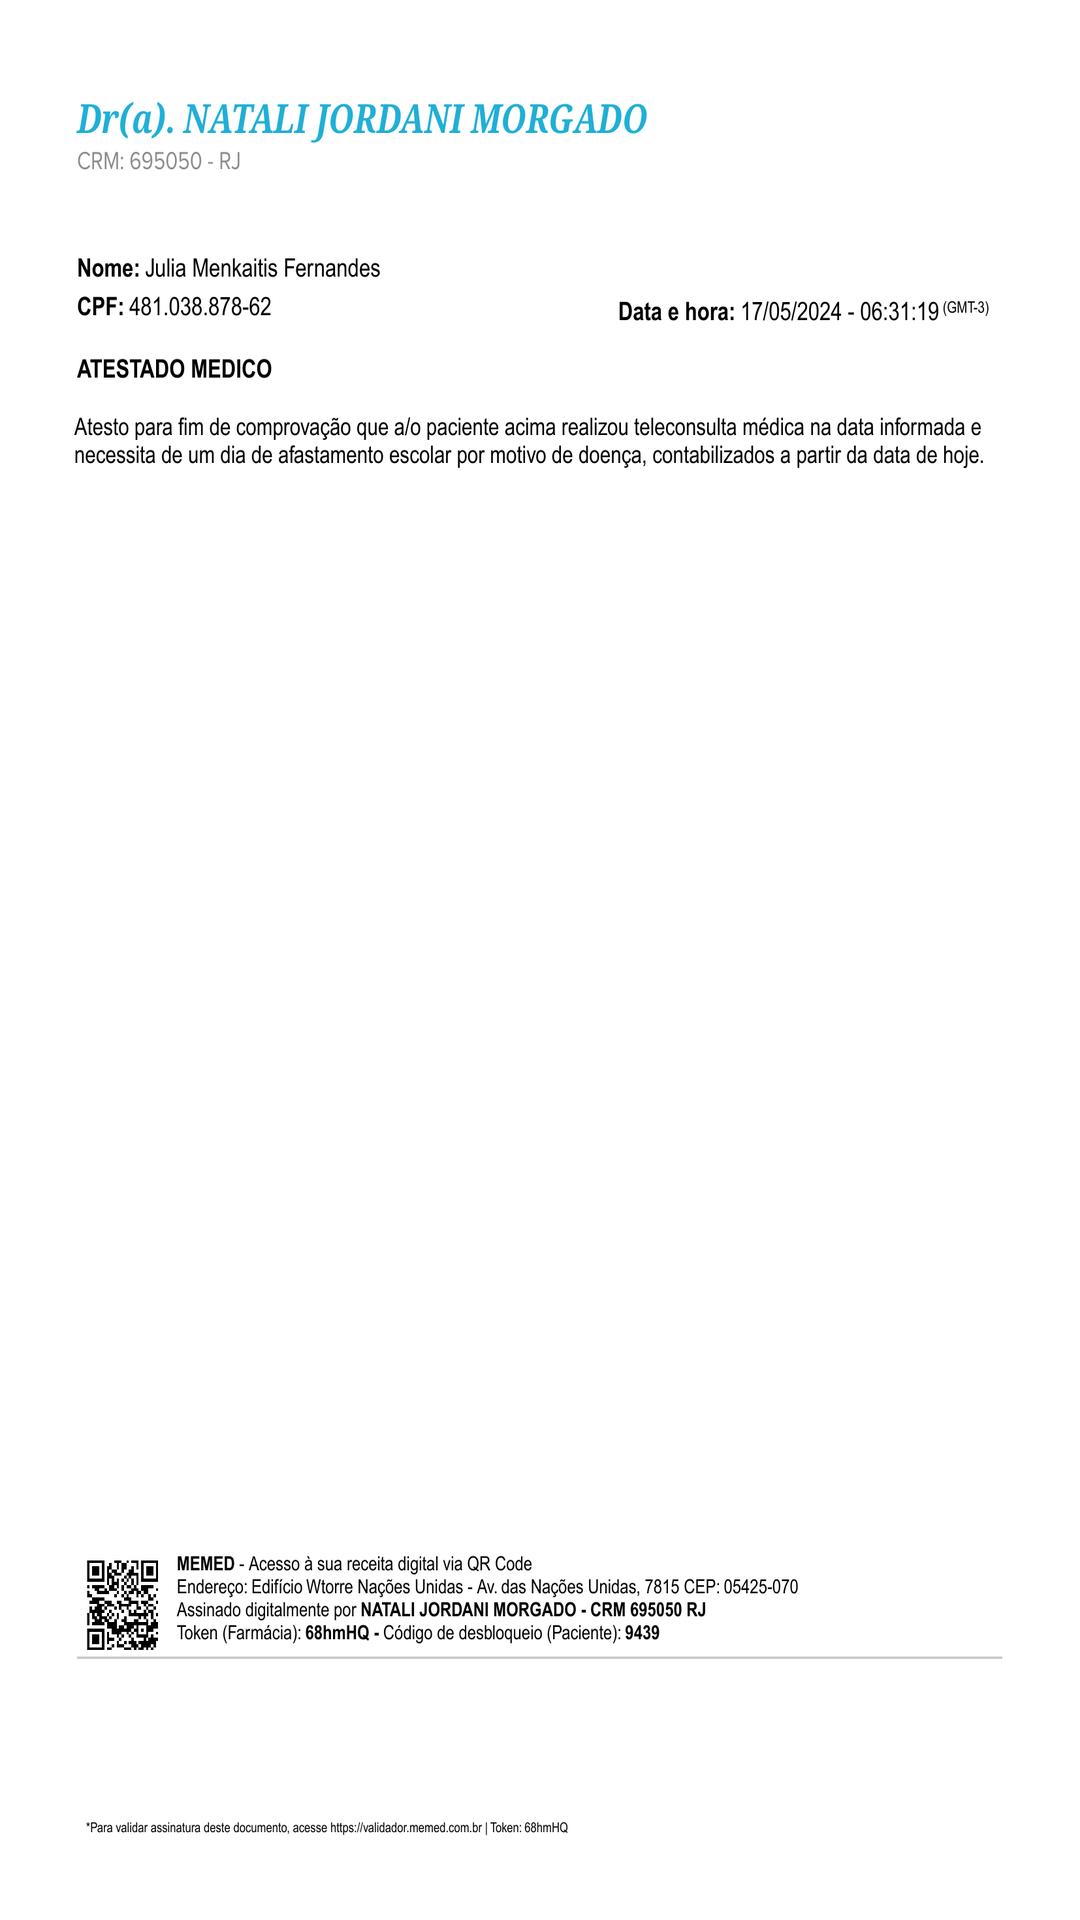 Dr(a). NATALI JORDANI MORGADO
CRM: 695050 - RJ
Nome: Julia Menkaitis Fernandes
CPF: 481.038.878-62
Data e hora: 17/05/2024 - 06:31:19 (GMT-3)
ATESTADO MEDICO
Atesto para fim de comprovação que a/o paciente acima realizou teleconsulta médica na data informada e
necessita de um dia de afastamento escolar por motivo de doença, contabilizados a partir da data de hoje.
MEMED - Acesso à sua receita digital via QR Code
Endereço: Edifício Wtorre Nações Unidas - Av. das Nações Unidas, 7815 CEP: 05425-070
Assinado digitalmente por NATALI JORDANI MORGADO - CRM 695050 RJ
Token (Farmácia): 68hmHQ - Código de desbloqueio (Paciente): 9439
*Para validar assinatura deste documento, acesse https://validador.memed.com.br | Token: 68hmHQ